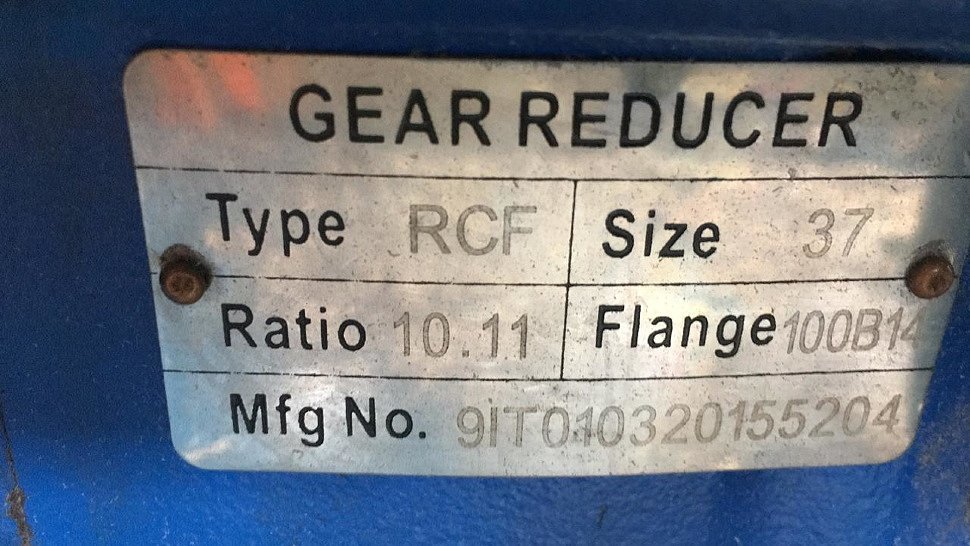 GEAR REDUCER
Type RCF Size 37
Ratio 10.11 Flange 100B14
Mfg No. 9IT010320155204